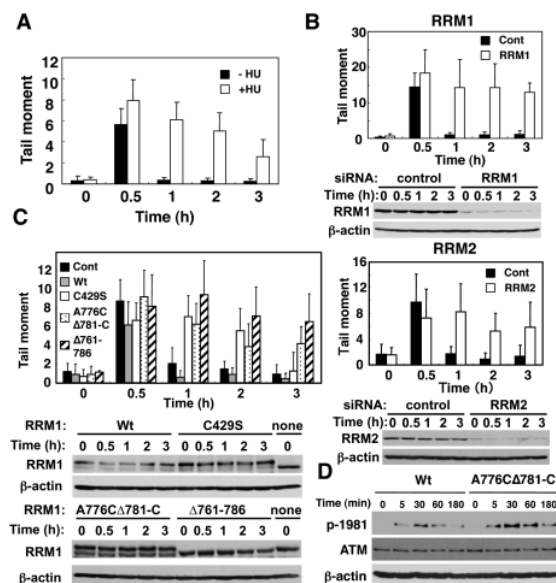 A
Tail moment
12
10
8
6
4
2
0
- HU
+HU
0 0.5 1 2 3
Time (h)
B
RRM1
Tail moment
30
20
10
0
Cont
RRM1
0 0.5 1 2 3
Time (h)
siRNA: control RRM1
Time (h): 0 0.5 1 2 3 0 0.5 1 2 3
RRM1
β-actin
RRM2
Tail moment
16
12
8
4
0
Cont
RRM2
0 0.5 1 2 3
Time (h)
siRNA: control RRM2
Time (h): 0 0.5 1 2 3 0 0.5 1 2 3
RRM2
β-actin
C
Tail moment
12
10
8
6
4
2
0
Cont
Wt
C429S
A776C
Δ781-C
Δ761-
786
0 0.5 1 2 3
Time (h)
RRM1: Wt C429S none
Time (h): 0 0.5 1 2 3 0 0.5 1 2 3 0
RRM1
β-actin
RRM1: A776CΔ781-C Δ761-786 none
Time (h): 0 0.5 1 2 3 0 0.5 1 2 3 0
RRM1
β-actin
D
Wt A776CΔ781-C
Time (min) 0 5 30 60 180 0 5 30 60 180
p-1981
ATM
β-actin